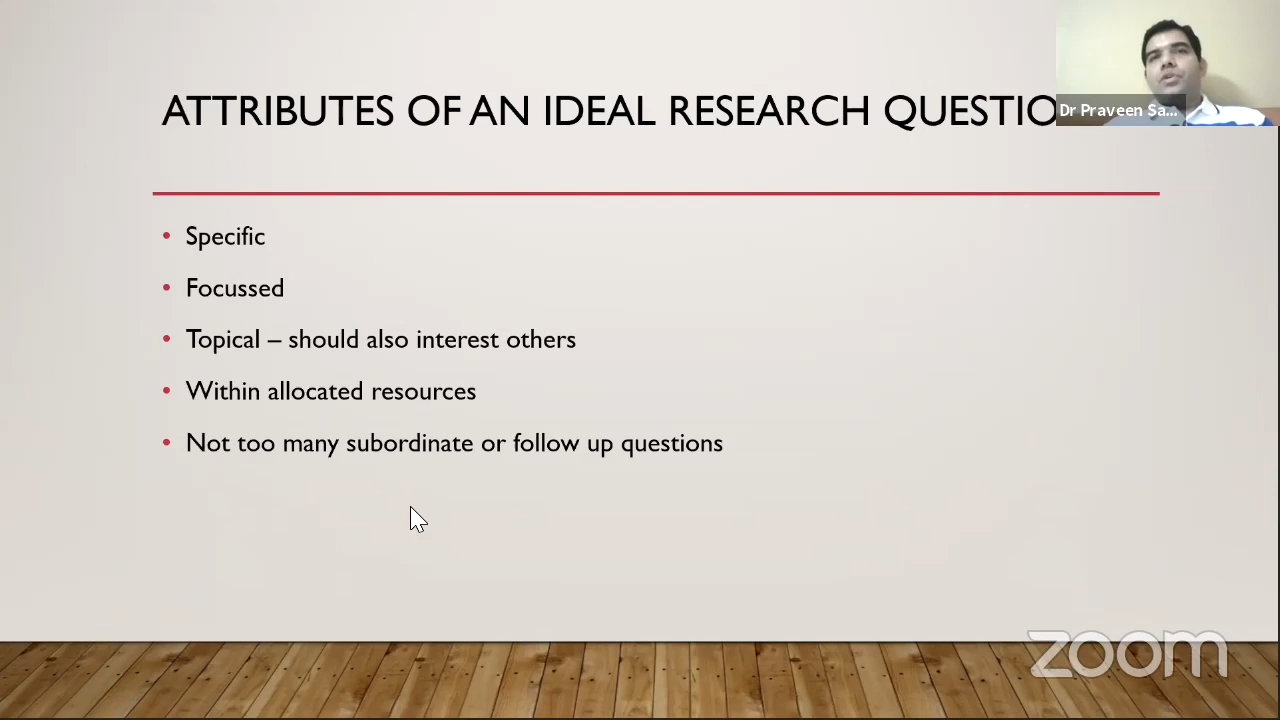 ATTRIBUTES OF AN IDEAL RESEARCH QUESTIO
Dr Praveen Sa...
• Specific
• Focussed
• Topical – should also interest others
• Within allocated resources
• Not too many subordinate or follow up questions
zoom